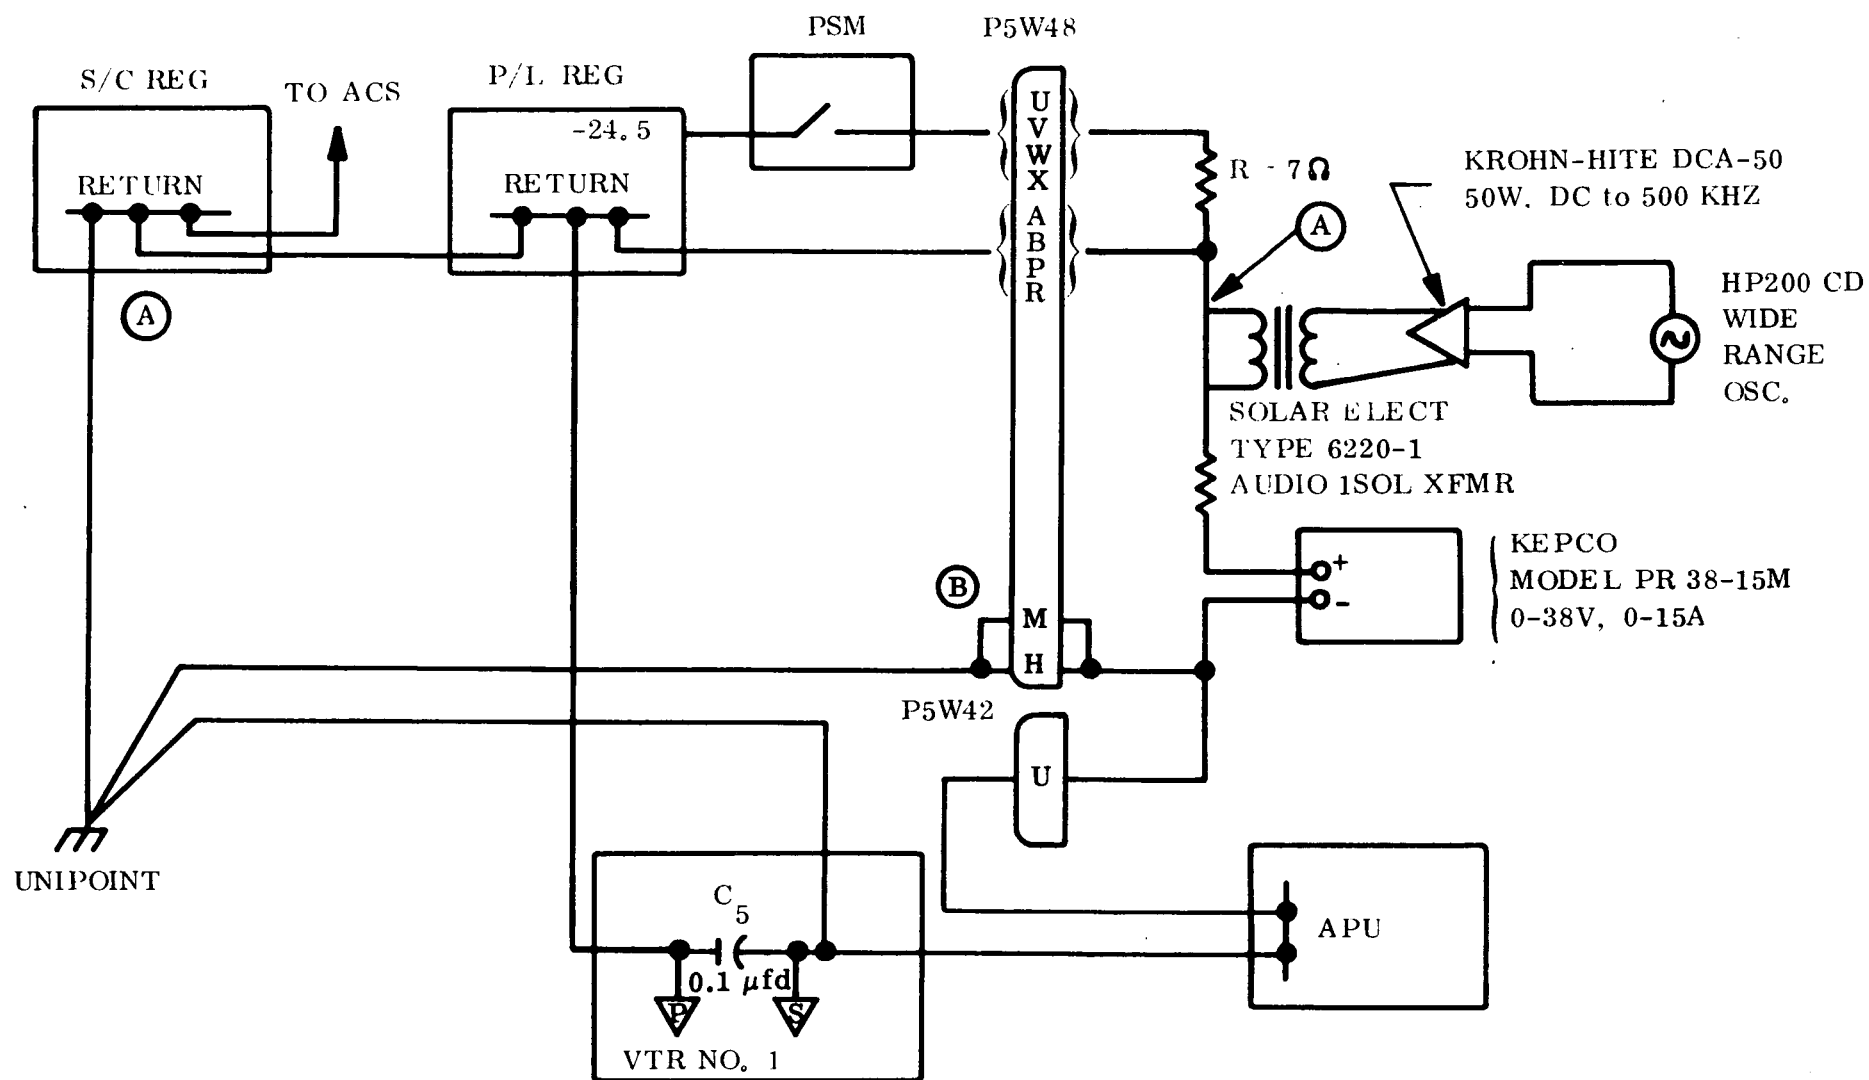 PSM
P5W48
S/C REG
TO ACS
P/L REG
-24.5
RETURN
RETURN
U
V
W
X
A
B
P
R
R - 7Ω
A
KROHN-HITE DCA-50
50W. DC to 500 KHZ
A
HP200 CD
WIDE
RANGE
OSC.
SOLAR ELECT
TYPE 6220-1
AUDIO 1SOL XFMR
+
-
KEPCO
MODEL PR 38-15M
0-38V, 0-15A
B
M
H
P5W42
U
UNIPOINT
C5
0.1 μfd
P
S
VTR NO. 1
APU